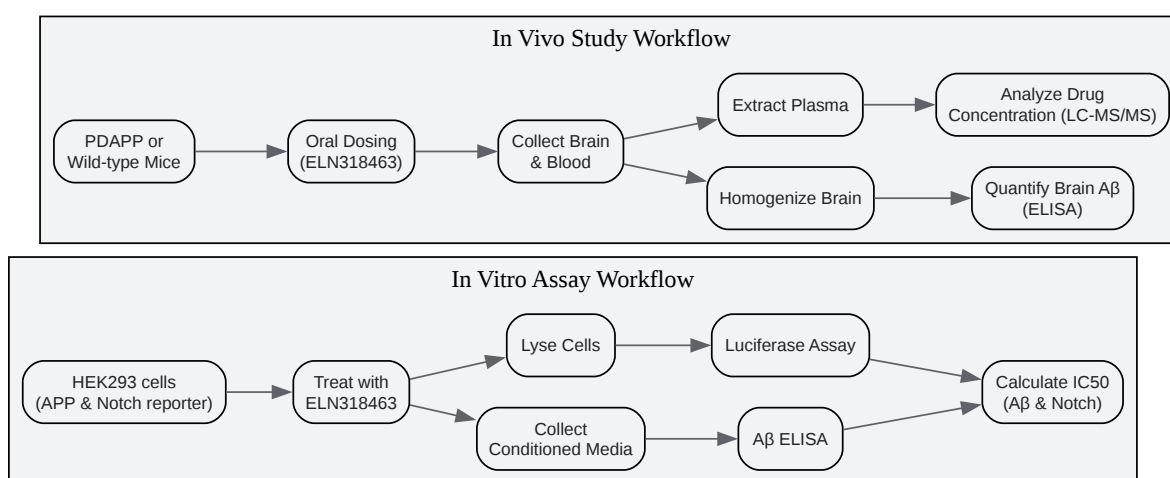 In Vivo Study Workflow
PDAPP or
Wild-type Mice
Oral Dosing
(ELN318463)
Collect Brain
& Blood
Extract Plasma
Analyze Drug
Concentration (LC-MS/MS)
Homogenize Brain
Quantify Brain Aβ
(ELISA)
In Vitro Assay Workflow
HEK293 cells
(APP & Notch reporter)
Treat with
ELN318463
Lyse Cells
Luciferase Assay
Collect
Conditioned Media
Aβ ELISA
Calculate IC50
(Aβ & Notch)